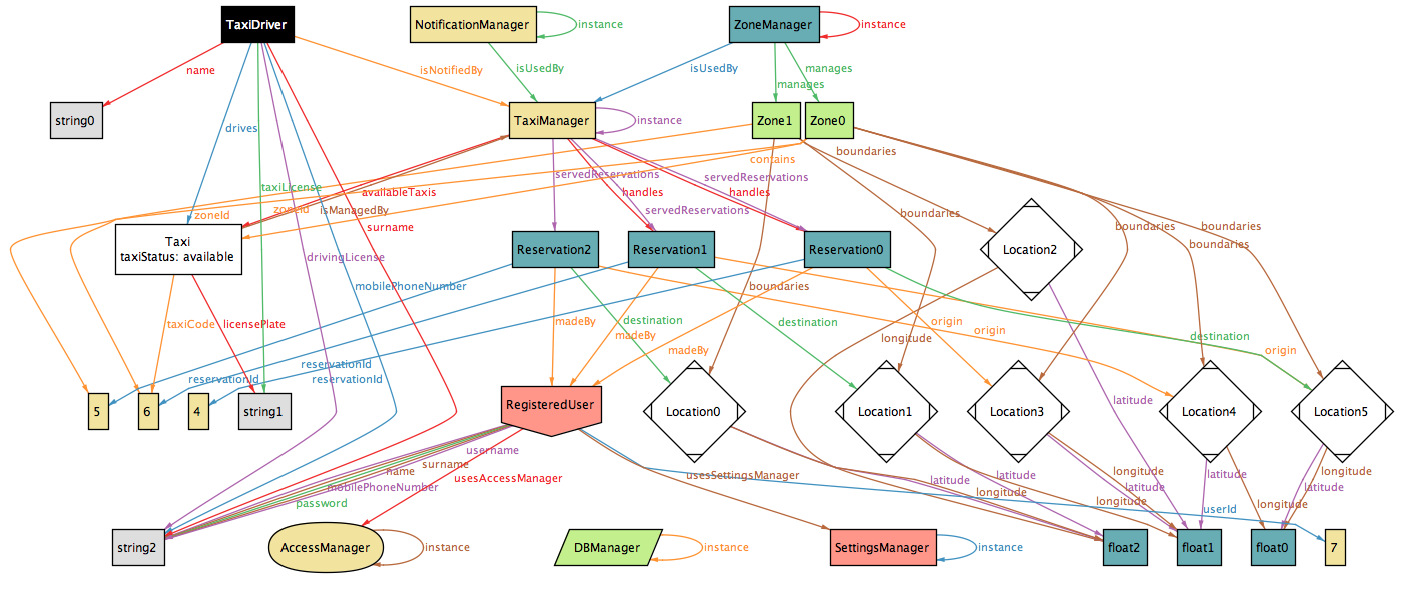 TaxiDriver
NotificationManager
instance
ZoneManager
instance
name
isNotifiedBy
isUsedBy
isUsedBy
manages
manages
string0
drives
TaxiManager
instance
Zone1
Zone0
contains
boundaries
servedReservations
servedReservations
taxiLicense
availableTaxis
handles
handles
zoneId
zoneId
isManagedBy
servedReservations
boundaries
surname
boundaries
boundaries
boundaries
Taxi
taxiStatus: available
drivingLicense
Reservation2
Reservation1
Reservation0
Location2
mobilePhoneNumber
boundaries
taxiCode
licensePlate
madeBy
destination
madeBy
destination
origin
origin
longitude
destination
origin
madeBy
reservationId
reservationId
reservationId
5
6
4
string1
RegisteredUser
Location0
Location1
Location3
Location4
Location5
latitude
username
surname
name
usesAccessManager
mobilePhoneNumber
password
usesSettingsManager
latitude
longitude
latitude
longitude
latitude
longitude
latitude
longitude
longitude
latitude
userId
string2
AccessManager
instance
DBManager
instance
SettingsManager
instance
float2
float1
float0
7